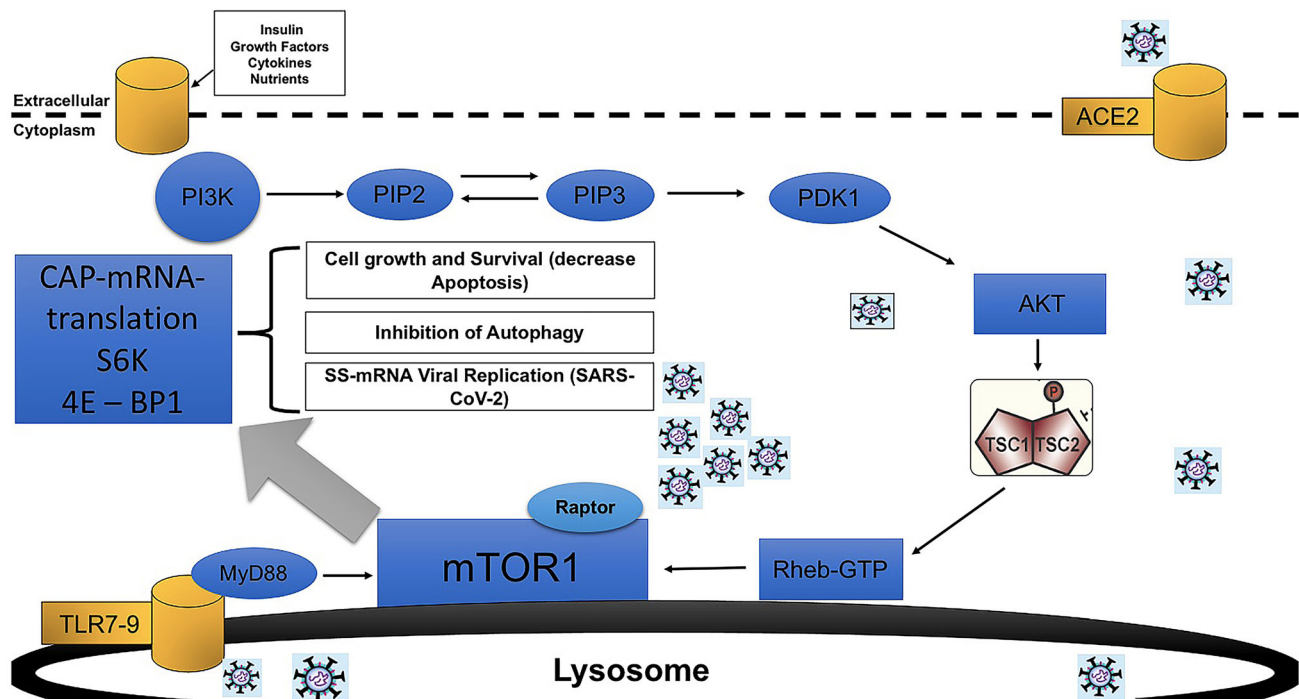 Insulin
Growth Factors
Cytokines
Nutrients
Extracellular
Cytoplasm
ACE2
PI3K
PIP2
PIP3
PDK1
CAP-mRNA-
translation
S6K
4E – BP1
Cell growth and Survival (decrease
Apoptosis)
Inhibition of Autophagy
SS-mRNA Viral Replication (SARS-
CoV-2)
AKT
P
TSC1
TSC2
Raptor
mTOR1
Rheb-GTP
MyD88
TLR7-9
Lysosome